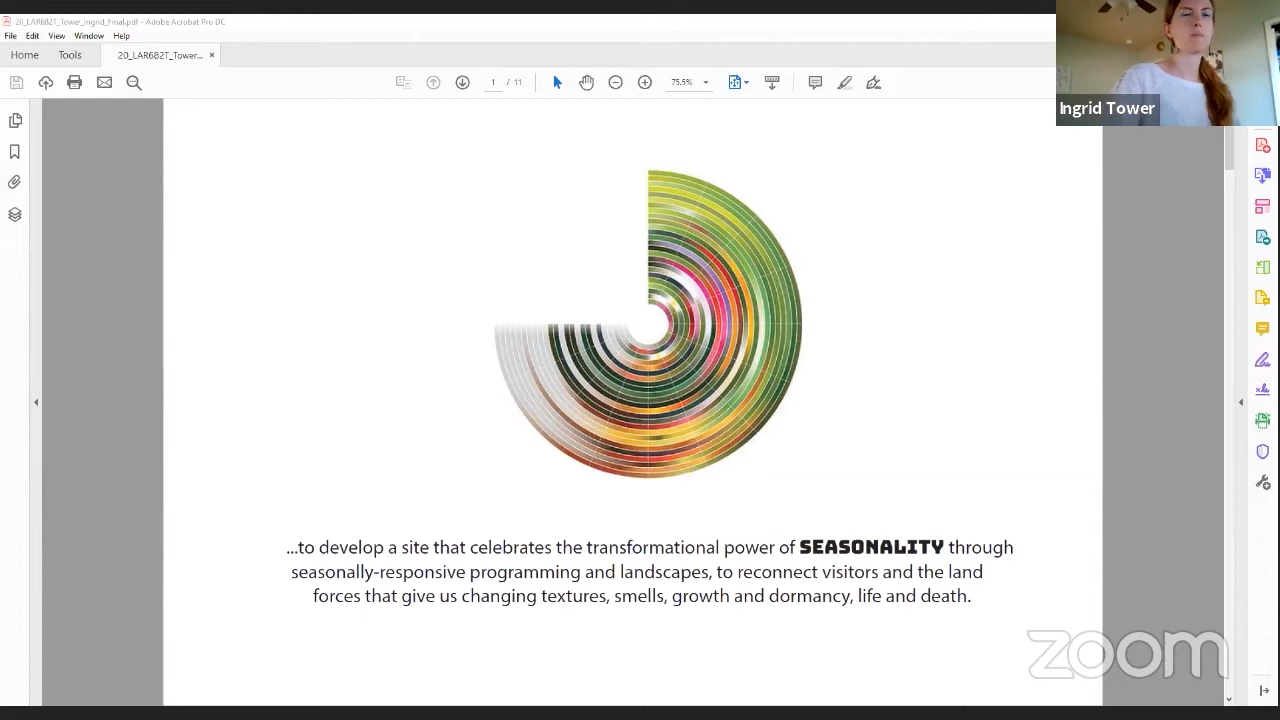 20_LAR682T_Tower_Ingrid_Final.pdf - Adobe Acrobat Pro DC
File Edit View Window Help
Home Tools 20_LAR682T_Tower... ×
1 / 11 75.5%
Ingrid Tower
...to develop a site that celebrates the transformational power of SEASONALITY through
seasonally-responsive programming and landscapes, to reconnect visitors and the land
forces that give us changing textures, smells, growth and dormancy, life and death.
zoom